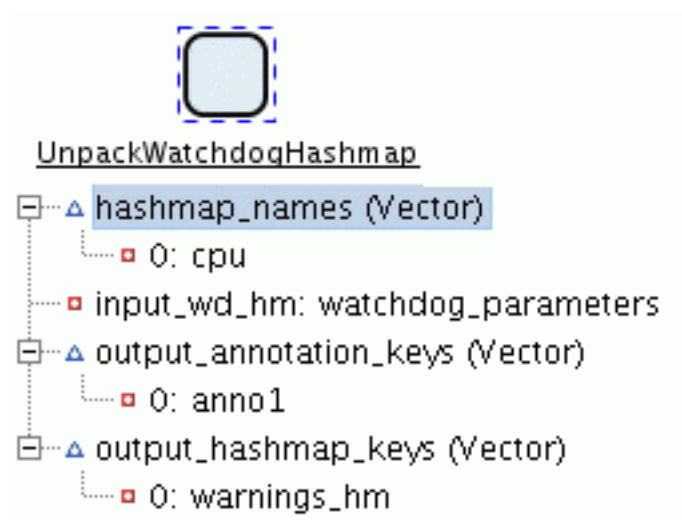 UnpackWatchdogHashmap
hashmap_names (Vector)
0: cpu
input_wd_hm: watchdog_parameters
output_annotation_keys (Vector)
0: anno1
output_hashmap_keys (Vector)
0: warnings_hm